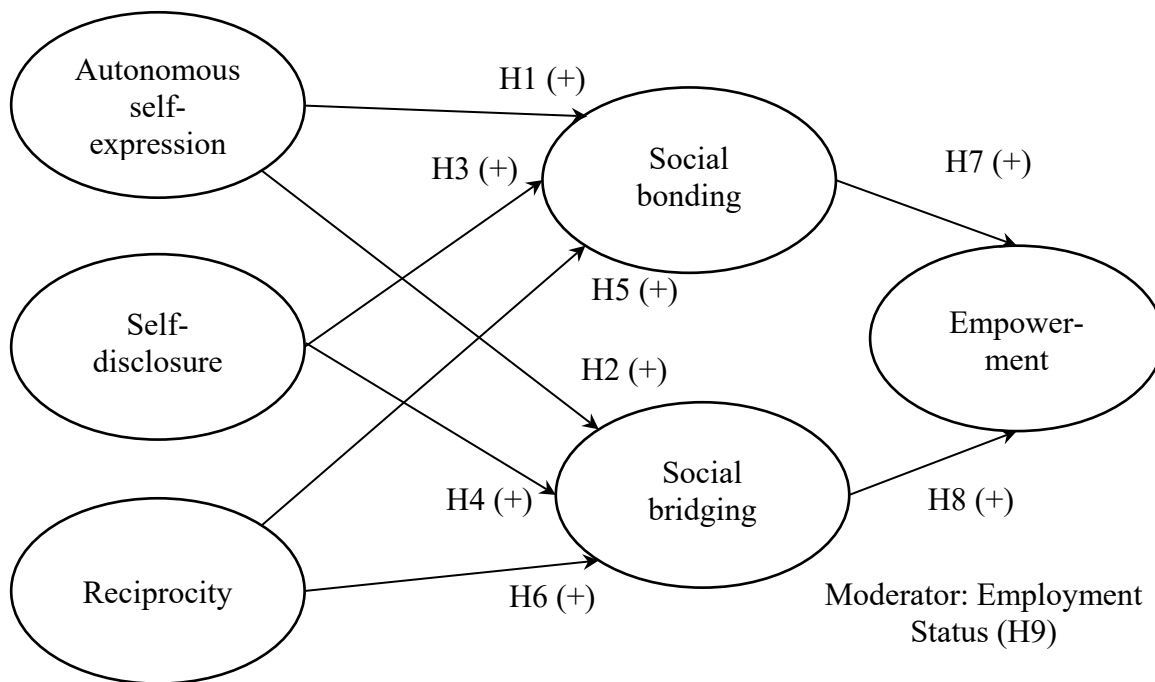 Autonomous
self-
expression
H1 (+)
H3 (+)
Social
bonding
H7 (+)
Self-
disclosure
H5 (+)
H2 (+)
Empower-
ment
Social
bridging
H4 (+)
H8 (+)
Reciprocity
H6 (+)
Moderator: Employment
Status (H9)